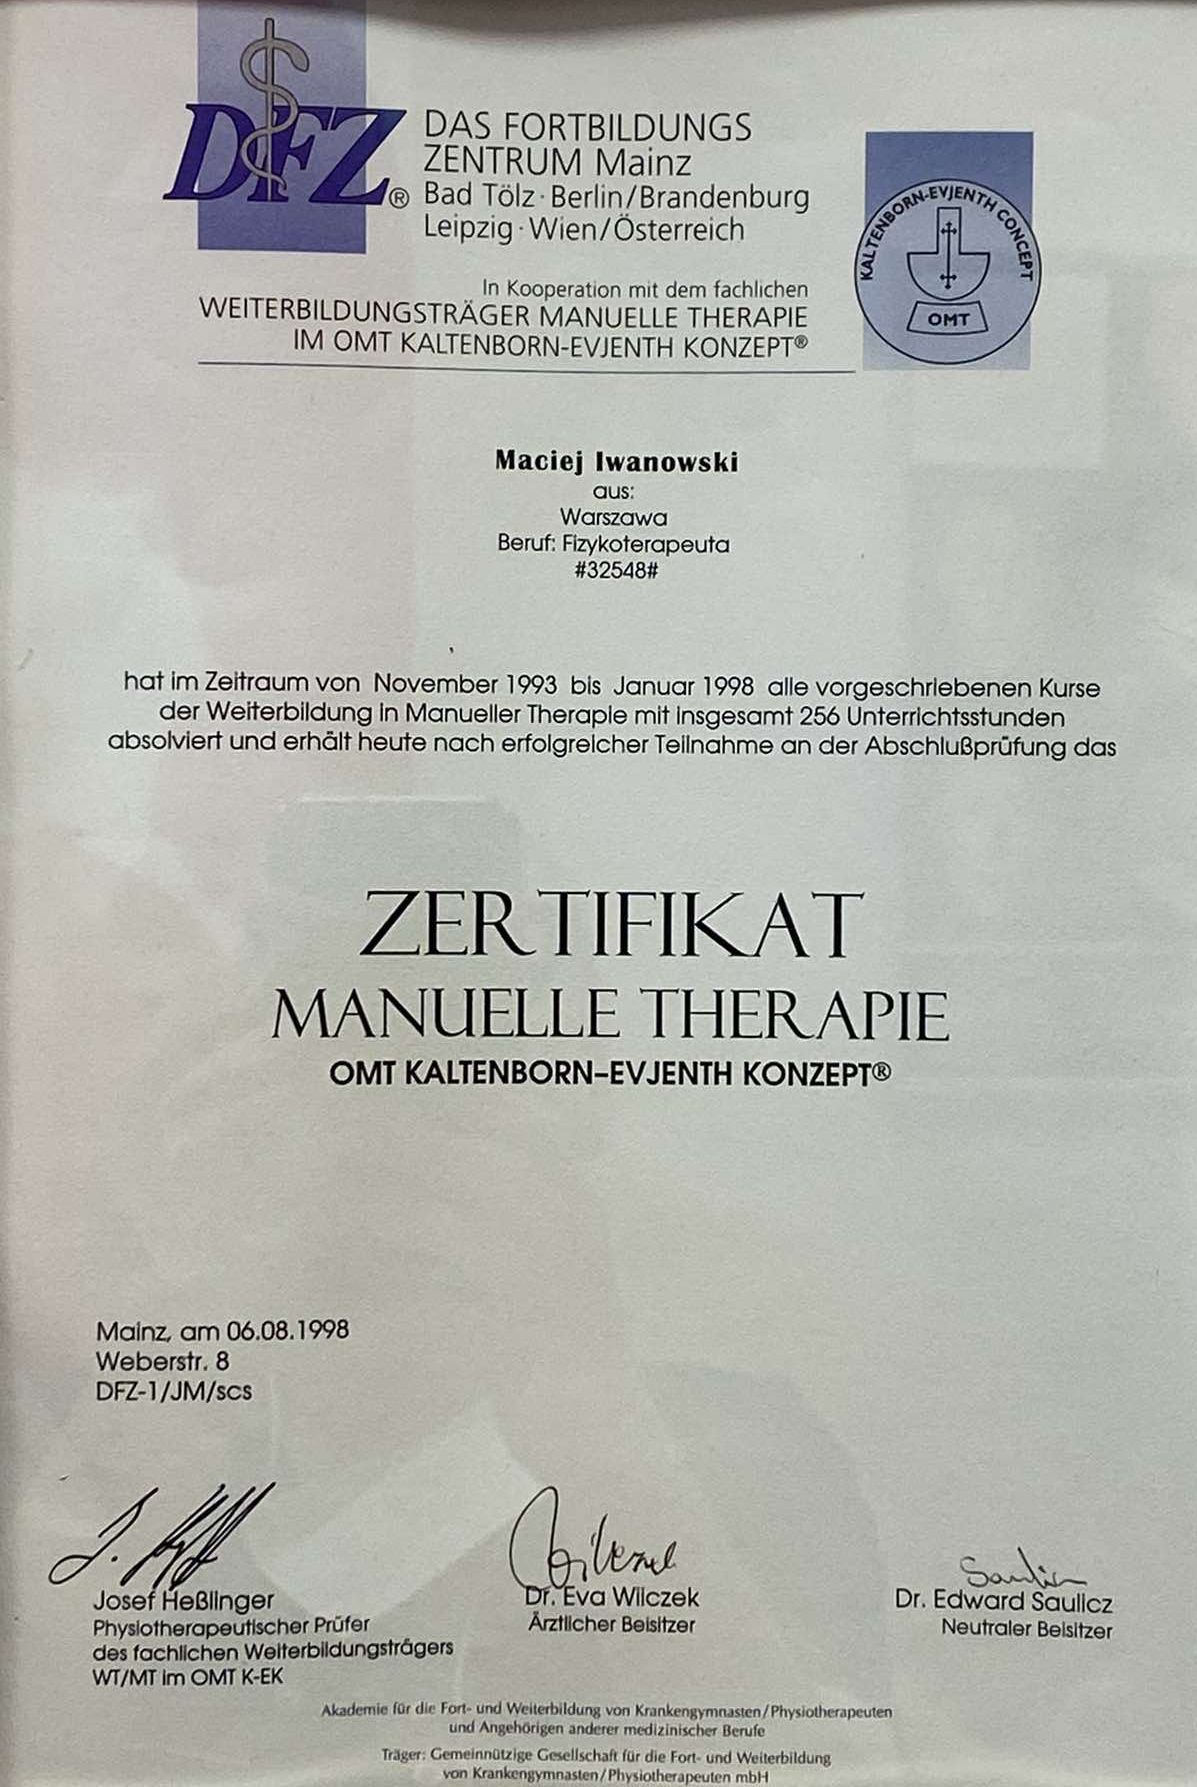 DFZ®
DAS FORTBILDUNGS
ZENTRUM Mainz
Bad Tölz · Berlin/Brandenburg
Leipzig · Wien/Österreich
KALTENBORN-EVJENTH CONCEPT
OMT
In Kooperation mit dem fachlichen
WEITERBILDUNGSTRÄGER MANUELLE THERAPIE
IM OMT KALTENBORN-EVJENTH KONZEPT®
Maciej Iwanowski
aus:
Warszawa
Beruf: Fizykoterapeuta
#32548#
hat im Zeitraum von November 1993 bis Januar 1998 alle vorgeschriebenen Kurse
der Weiterbildung in Manueller Therapie mit insgesamt 256 Unterrichtsstunden
absolviert und erhält heute nach erfolgreicher Teilnahme an der Abschlußprüfung das
ZERTIFIKAT
MANUELLE THERAPIE
OMT KALTENBORN-EVJENTH KONZEPT®
Mainz, am 06.08.1998
Weberstr. 8
DFZ-1/JM/scs
Josef Heßlinger
Physiotherapeutischer Prüfer
des fachlichen Weiterbildungsträgers
WT/MT im OMT K-EK
Dr. Eva Wilczek
Ärztlicher Beisitzer
Dr. Edward Saulicz
Neutraler Beisitzer
Akademie für die Fort- und Weiterbildung von Krankengymnasten/Physiotherapeuten
und Angehörigen anderer medizinischer Berufe
Träger: Gemeinnützige Gesellschaft für die Fort- und Weiterbildung
von Krankengymnasten/Physiotherapeuten mbH